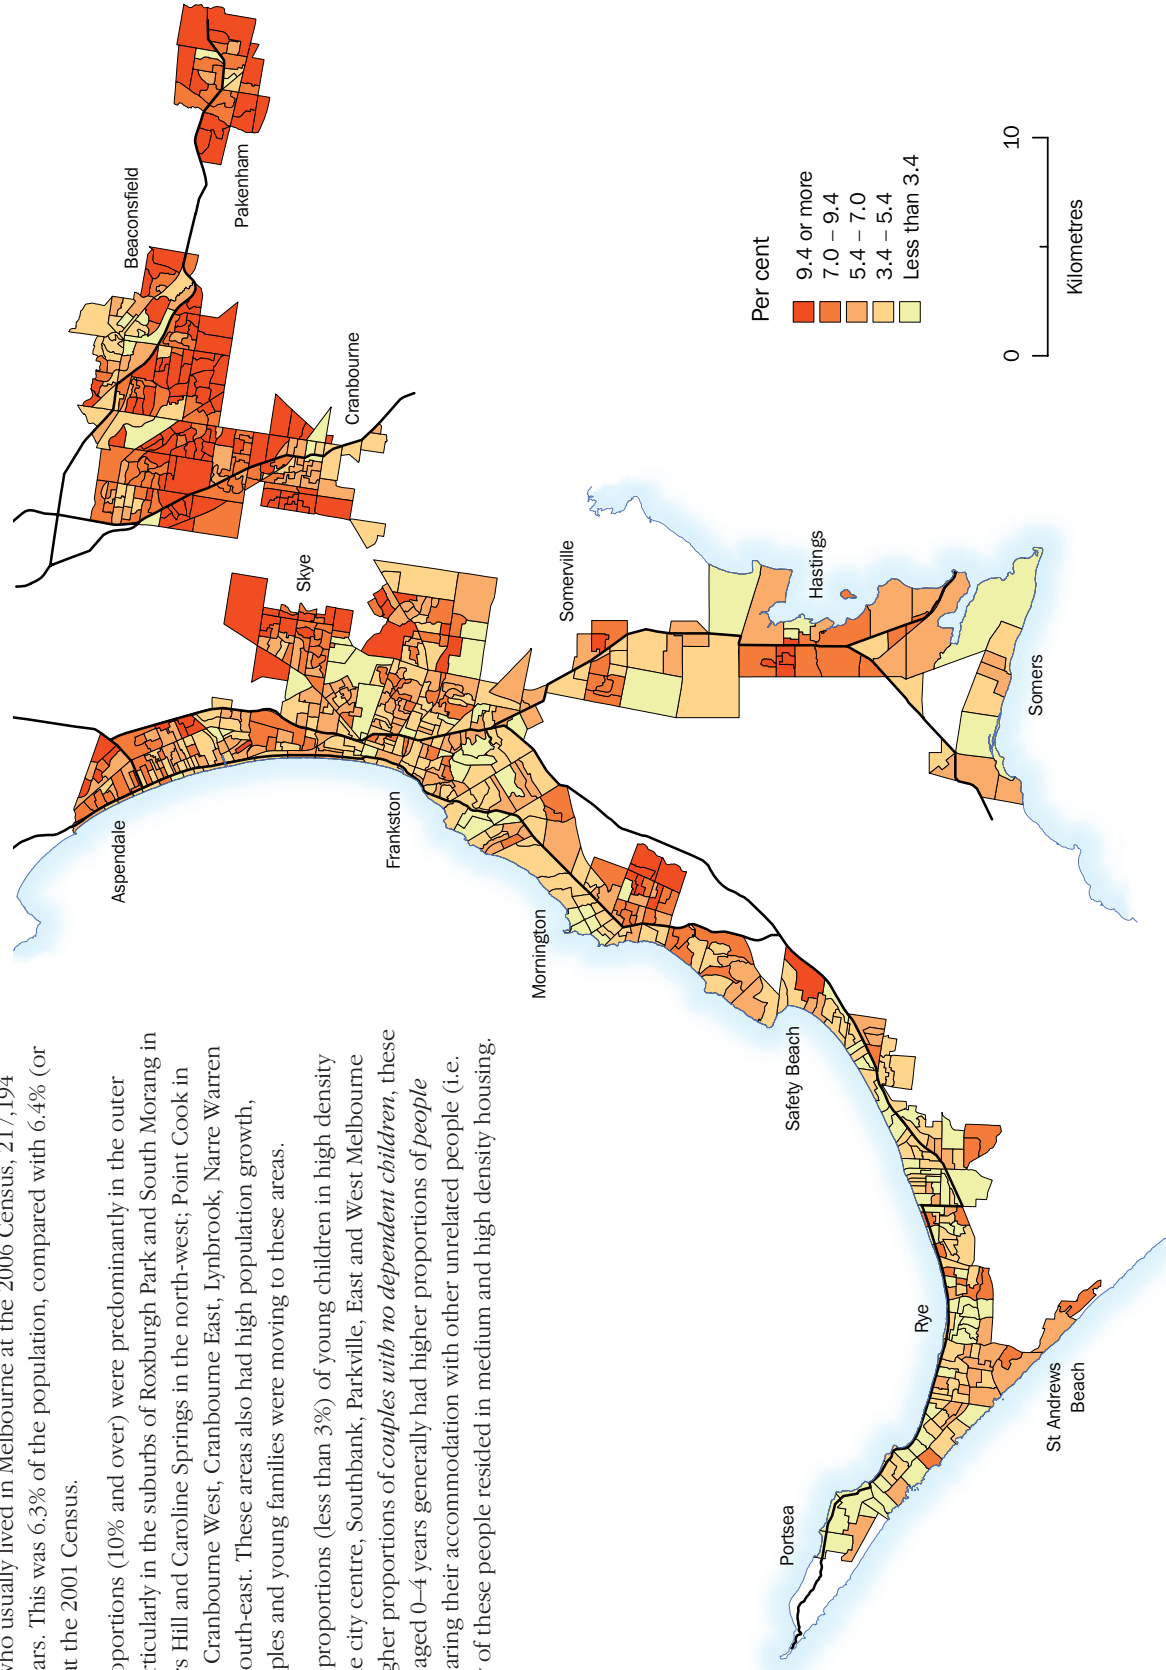 who usually lived in Melbourne at the 2006 Census, 217,194
ars. This was 6.3% of the population, compared with 6.4% (or
at the 2001 Census.
oportions (10% and over) were predominantly in the outer
rticularly in the suburbs of Roxburgh Park and South Morang in
rs Hill and Caroline Springs in the north-west; Point Cook in
Cranbourne West, Cranbourne East, Lynbrook, Narre Warren
outh-east. These areas also had high population growth,
ples and young families were moving to these areas.
proportions (less than 3%) of young children in high density
e city centre, Southbank, Parkville, East and West Melbourne
gher proportions of couples with no dependent children, these
aged 0–4 years generally had higher proportions of people
aring their accommodation with other unrelated people (i.e.
y of these people resided in medium and high density housing.
Beaconsfield
Pakenham
Cranbourne
Skye
Aspendale
Frankston
Somerville
Mornington
Hastings
Safety Beach
Somers
Rye
Portsea
St Andrews
Beach
Per cent
9.4 or more
7.0 – 9.4
5.4 – 7.0
3.4 – 5.4
Less than 3.4
0
10
Kilometres